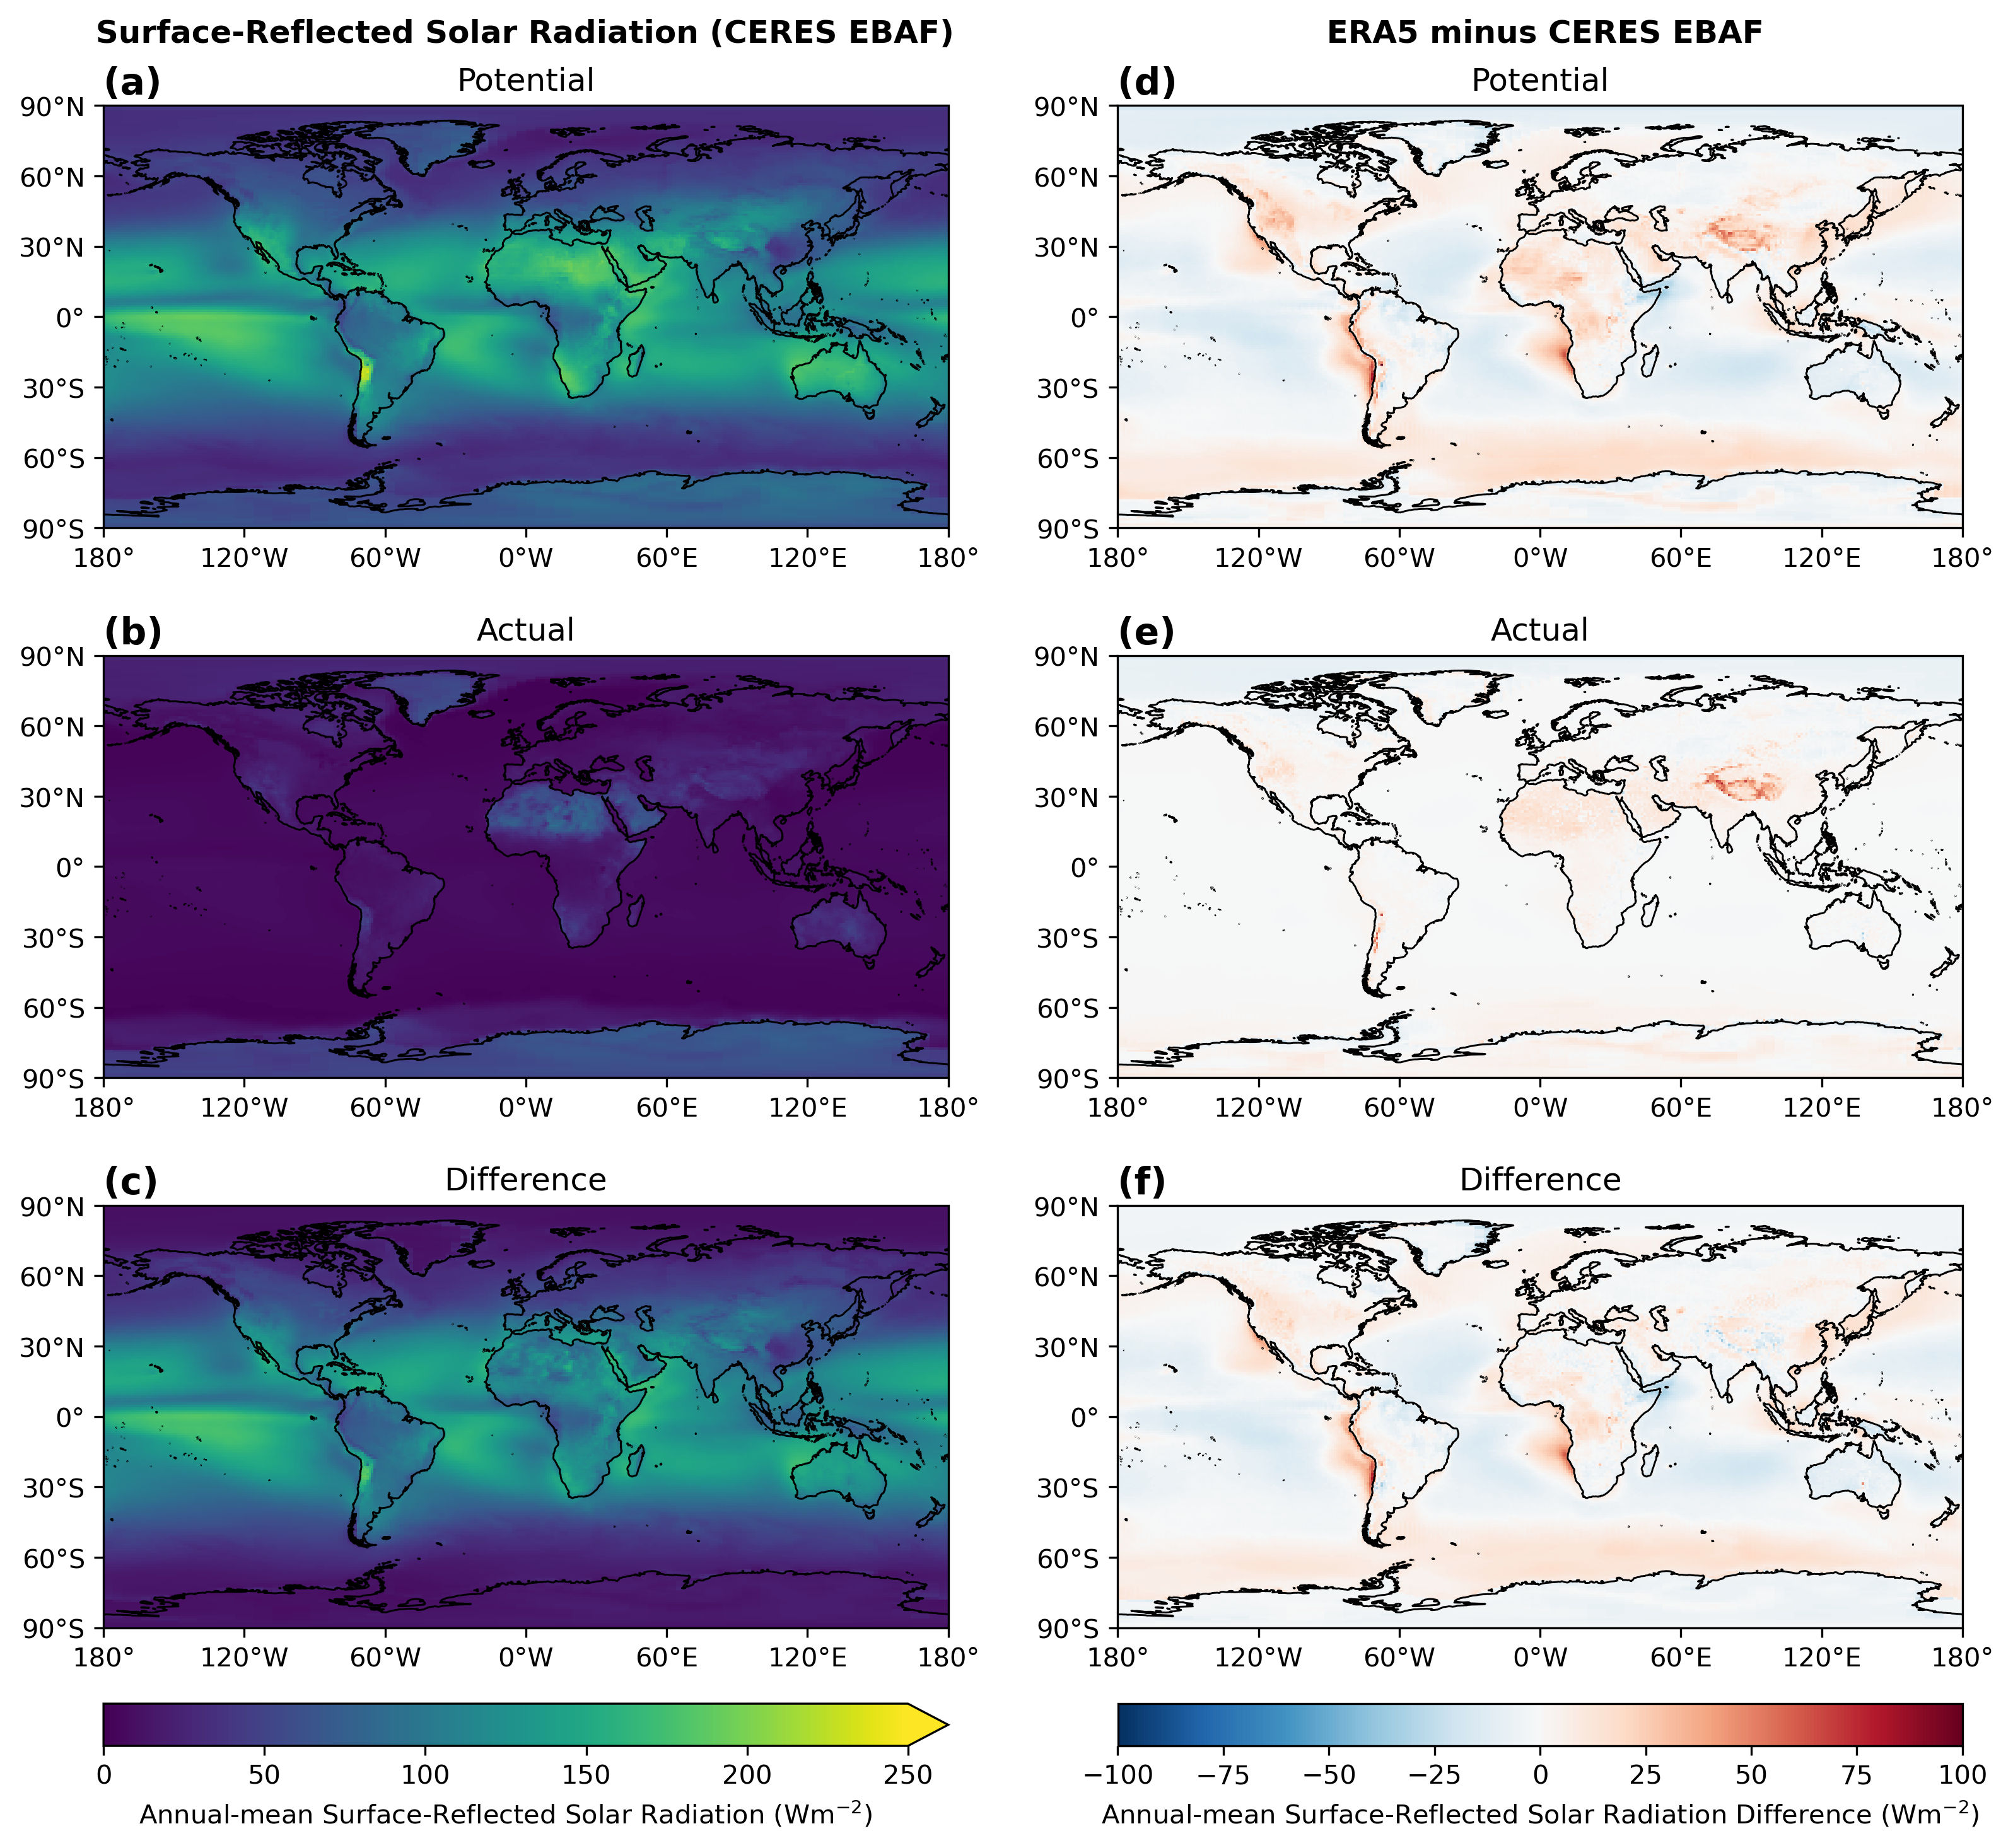 Surface-Reflected Solar Radiation (CERES EBAF)
ERA5 minus CERES EBAF
(a) Potential
90°N
60°N
30°N
0°
30°S
60°S
90°S
180° 120°W 60°W 0°W 60°E 120°E 180°
(d) Potential
90°N
60°N
30°N
0°
30°S
60°S
90°S
180° 120°W 60°W 0°W 60°E 120°E 180°
(b) Actual
90°N
60°N
30°N
0°
30°S
60°S
90°S
180° 120°W 60°W 0°W 60°E 120°E 180°
(e) Actual
90°N
60°N
30°N
0°
30°S
60°S
90°S
180° 120°W 60°W 0°W 60°E 120°E 180°
(c) Difference
90°N
60°N
30°N
0°
30°S
60°S
90°S
180° 120°W 60°W 0°W 60°E 120°E 180°
(f) Difference
90°N
60°N
30°N
0°
30°S
60°S
90°S
180° 120°W 60°W 0°W 60°E 120°E 180°
0 50 100 150 200 250
Annual-mean Surface-Reflected Solar Radiation (Wm⁻²)
−100 −75 −50 −25 0 25 50 75 100
Annual-mean Surface-Reflected Solar Radiation Difference (Wm⁻²)